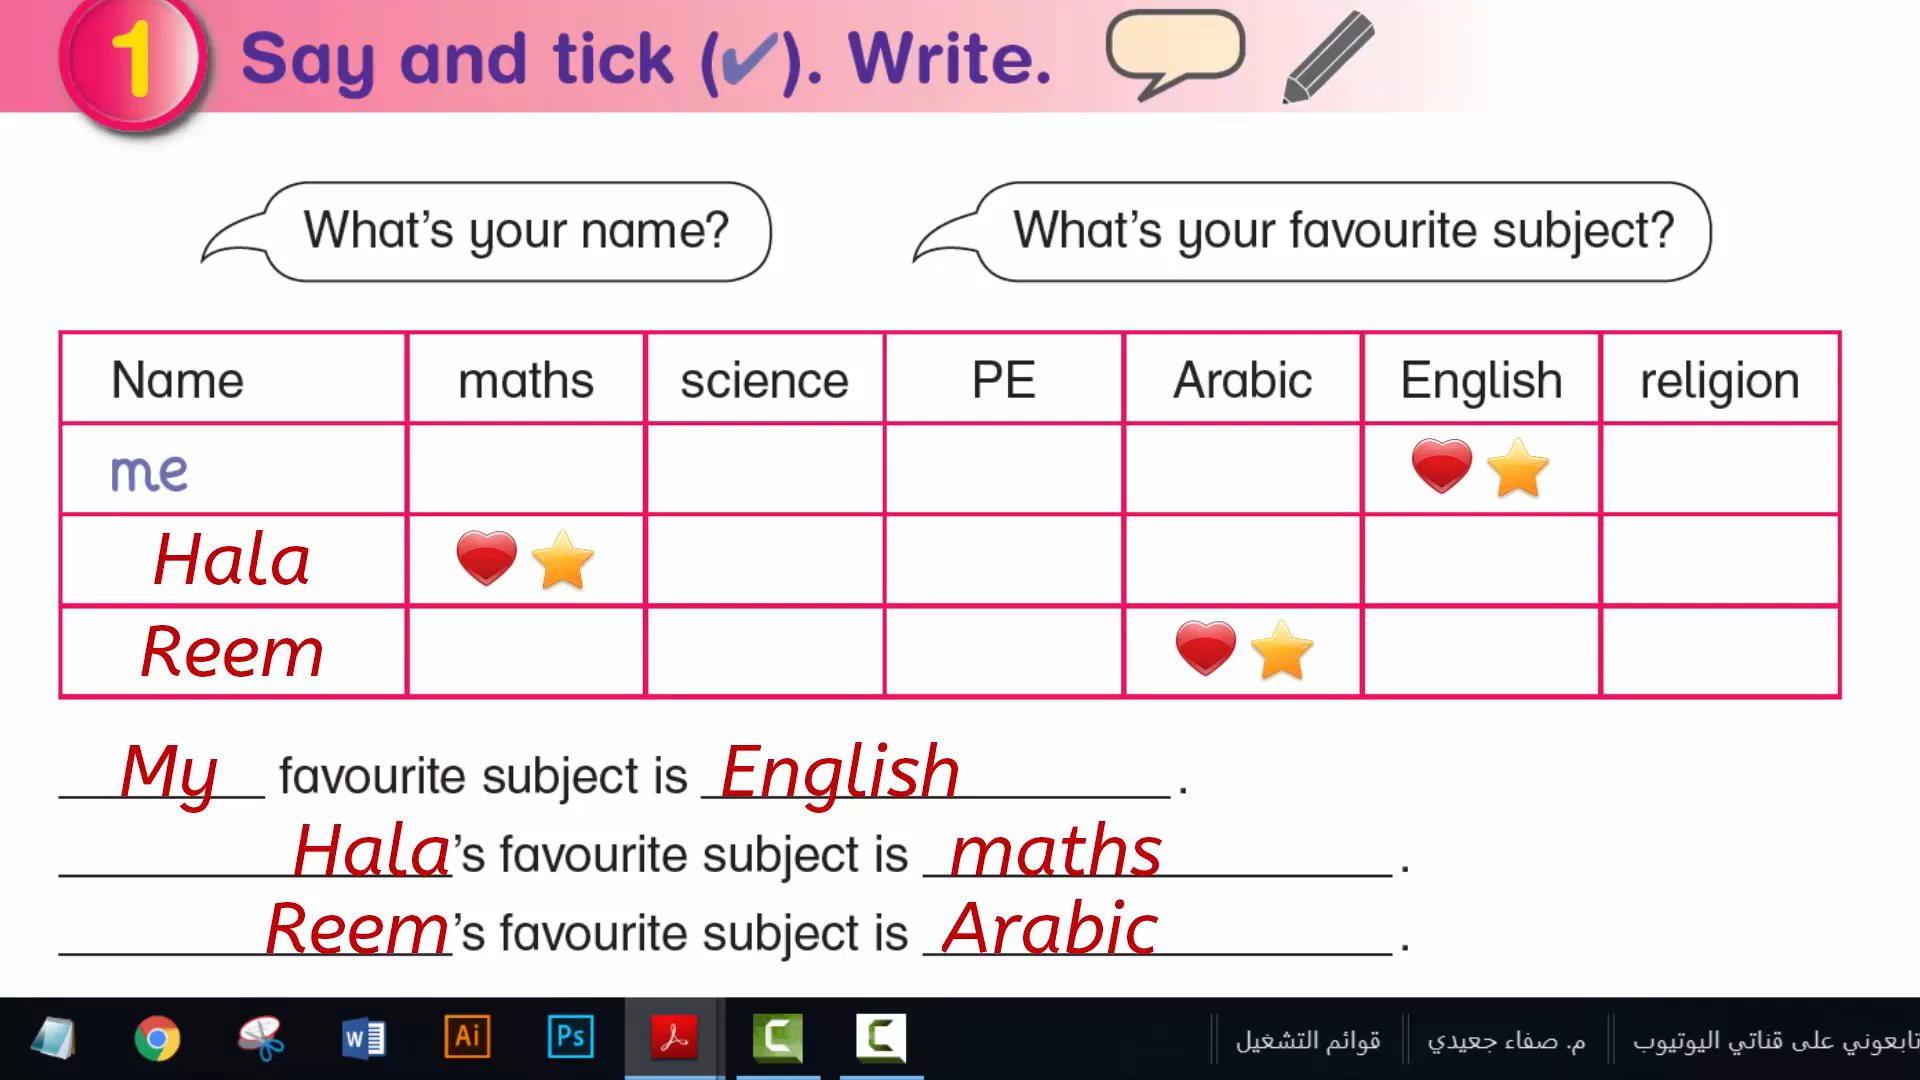 1 Say and tick (✔). Write.
What's your name? What's your favourite subject?
Name maths science PE Arabic English religion
me
Hala
Reem
My favourite subject is English .
Hala's favourite subject is maths .
Reem's favourite subject is Arabic .
W Ai Ps C C قوائم التشغيل م. صفاء جعيدي تابعوني على قناتي اليوتيوب